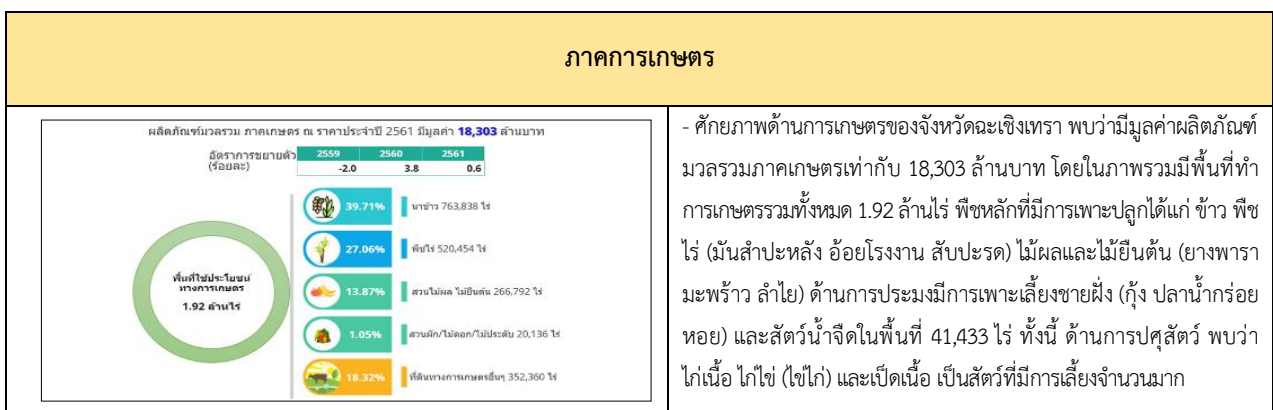 ภาคการเกษตร
ผลิตภัณฑ์มวลรวม ภาคเกษตร ณ ราคาประจำปี 2561 มีมูลค่า 18,303 ล้านบาท
อัตราการขยายตัว 2559 2560 2561
(ร้อยละ) -2.0 3.8 0.6
39.71% นาข้าว 763,838 ไร่
27.06% พืชไร่ 520,454 ไร่
พื้นที่ใช้ประโยชน์
ทางการเกษตร
1.92 ล้านไร่
13.87% สวนไม้ผล ไม้ยืนต้น 266,792 ไร่
1.05% สวนผัก/ไม้ดอก/ไม้ประดับ 20,136 ไร่
18.32% ที่ดินทางการเกษตรอื่นๆ 352,360 ไร่
- ศักยภาพด้านการเกษตรของจังหวัดฉะเชิงเทรา พบว่ามีมูลค่าผลิตภัณฑ์
มวลรวมภาคเกษตรเท่ากับ 18,303 ล้านบาท โดยในภาพรวมมีพื้นที่ทำ
การเกษตรรวมทั้งหมด 1.92 ล้านไร่ พืชหลักที่มีการเพาะปลูกได้แก่ ข้าว พืช
ไร่ (มันสำปะหลัง อ้อยโรงงาน สับปะรด) ไม้ผลและไม้ยืนต้น (ยางพารา
มะพร้าว ลำไย) ด้านการประมงมีการเพาะเลี้ยงชายฝั่ง (กุ้ง ปลาน้ำกร่อย
หอย) และสัตว์น้ำจืดในพื้นที่ 41,433 ไร่ ทั้งนี้ ด้านการปศุสัตว์ พบว่า
ไก่เนื้อ ไก่ไข่ (ไข่ไก่) และเป็ดเนื้อ เป็นสัตว์ที่มีการเลี้ยงจำนวนมาก